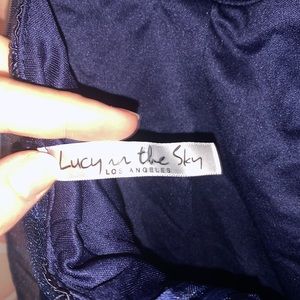 Lucy in the Sky
LOS ANGELES